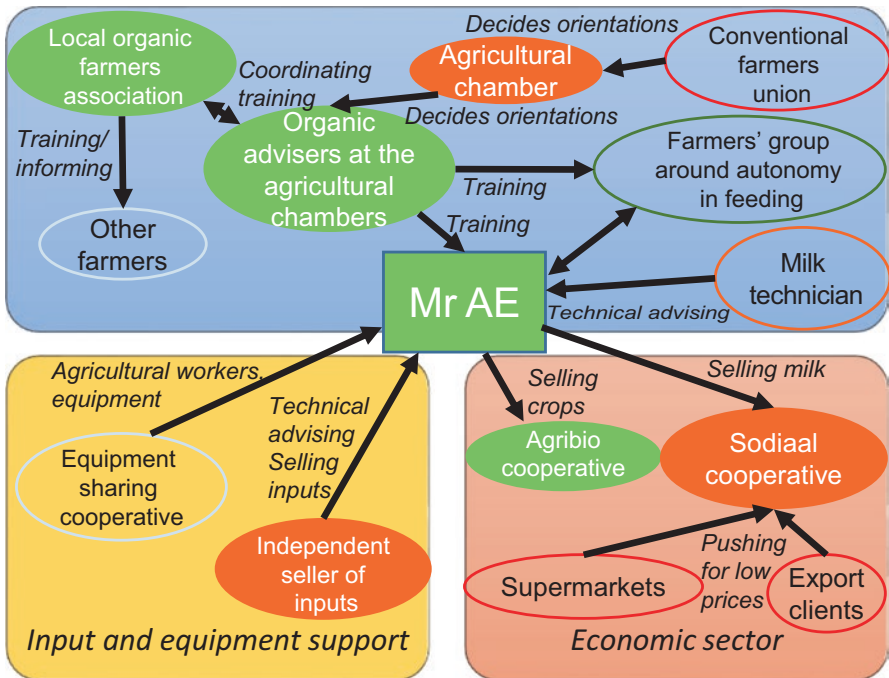 Local organic
farmers
association
Coordinating
training
Decides orientations
Agricultural
chamber
Conventional
farmers
union
Decides orientations
Training/
informing
Organic
advisers at the
agricultural
chambers
Training
Farmers' group
around autonomy
in feeding
Other
farmers
Training
Milk
technician
Technical advising
Mr AE
Agricultural workers,
equipment
Technical
advising
Selling
inputs
Equipment
sharing
cooperative
Independent
seller of
inputs
Input and equipment support
Selling
crops
Selling milk
Agribio
cooperative
Sodiaal
cooperative
Supermarkets
Pushing
for low
prices
Export
clients
Economic sector